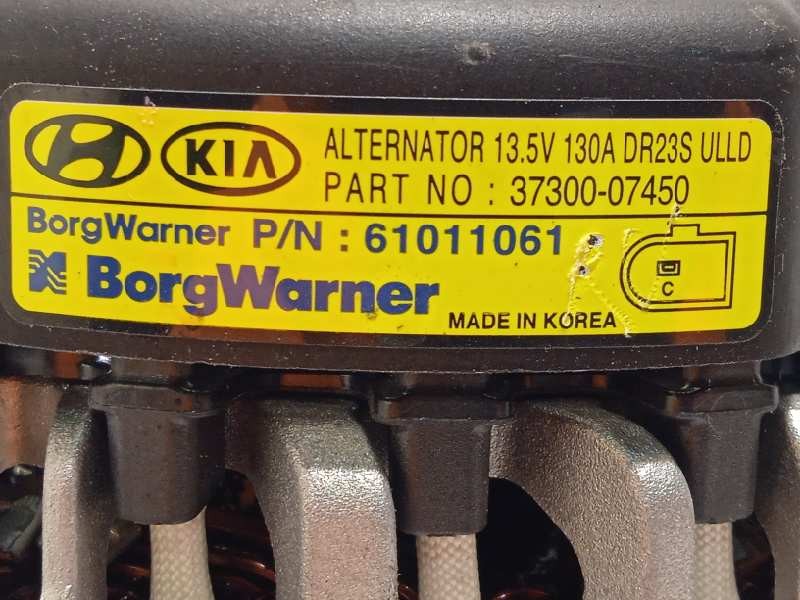 KIA ALTERNATOR 13.5V 130A DR23S ULLD
PART NO : 37300-07450
BorgWarner P/N : 61011061
BorgWarner
C
MADE IN KOREA